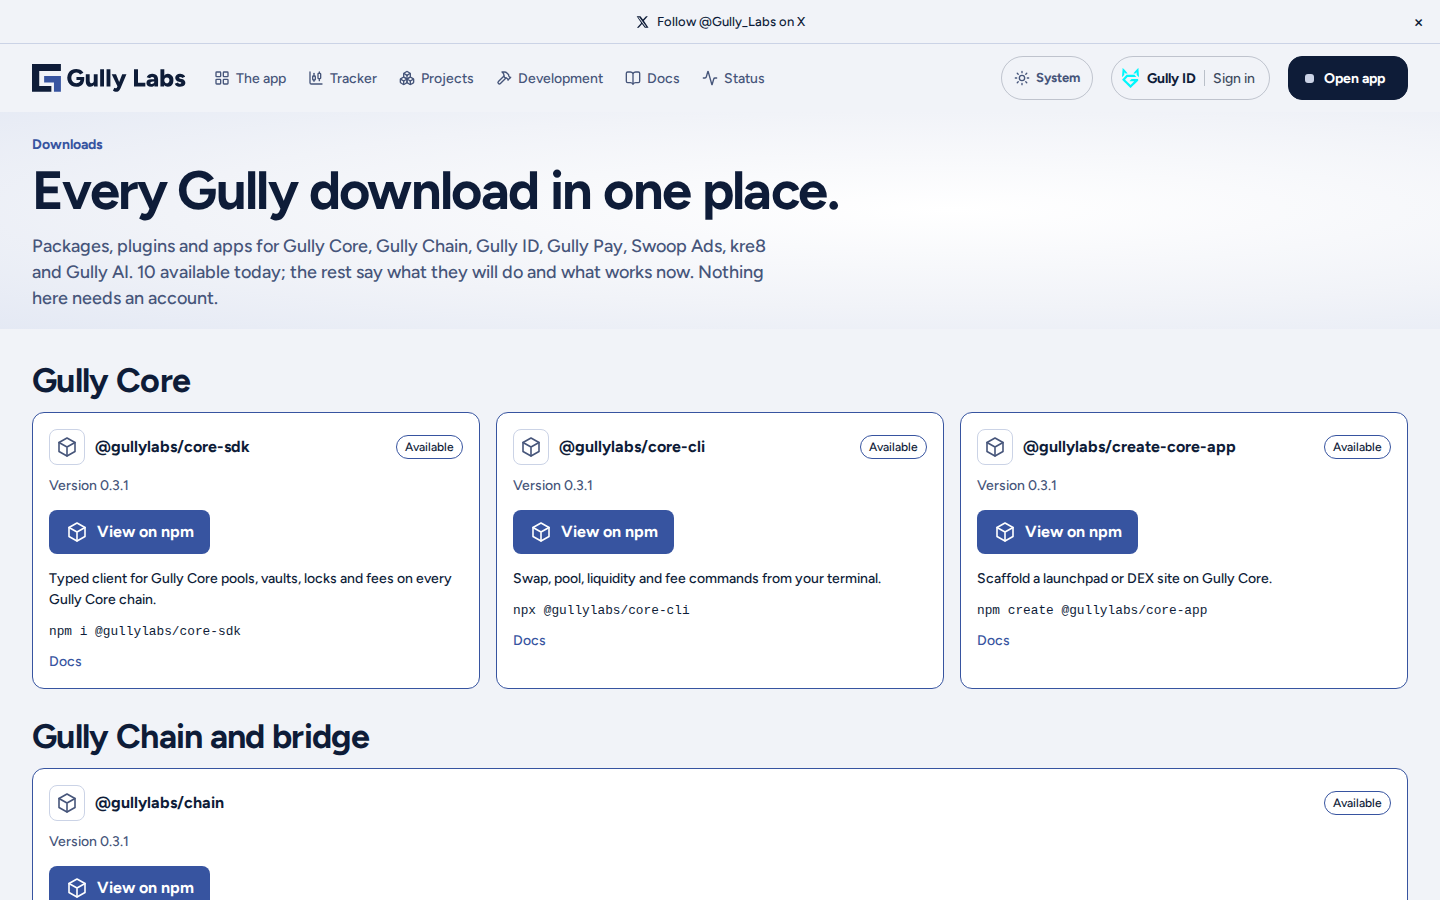 Follow @Gully_Labs on X
×
Gully Labs
The app
Tracker
Projects
Development
Docs
Status
System
Gully ID
Sign in
Open app
Downloads
Every Gully download in one place.
Packages, plugins and apps for Gully Core, Gully Chain, Gully ID, Gully Pay, Swoop Ads, kre8
and Gully AI. 10 available today; the rest say what they will do and what works now. Nothing
here needs an account.
Gully Core
@gullylabs/core-sdk
Available
Version 0.3.1
View on npm
Typed client for Gully Core pools, vaults, locks and fees on every
Gully Core chain.
npm i @gullylabs/core-sdk
Docs
@gullylabs/core-cli
Available
Version 0.3.1
View on npm
Swap, pool, liquidity and fee commands from your terminal.
npx @gullylabs/core-cli
Docs
@gullylabs/create-core-app
Available
Version 0.3.1
View on npm
Scaffold a launchpad or DEX site on Gully Core.
npm create @gullylabs/core-app
Docs
Gully Chain and bridge
@gullylabs/chain
Available
Version 0.3.1
View on npm